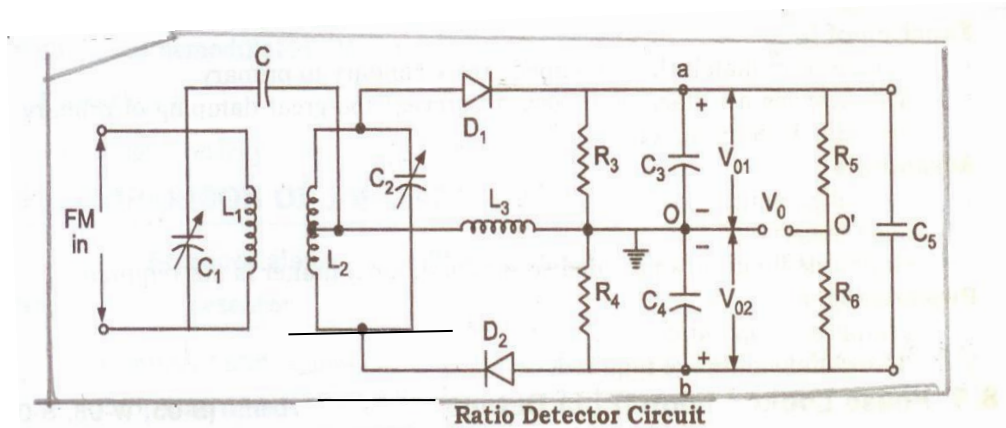 C
a
D₁
+
FM
in
C₁
L₁
L₂
C₂
L₃
R₃
C₃
V₀₁
R₅
O
−
V₀
O'
C₅
−
R₄
C₄
V₀₂
R₆
D₂
+
b
Ratio Detector Circuit